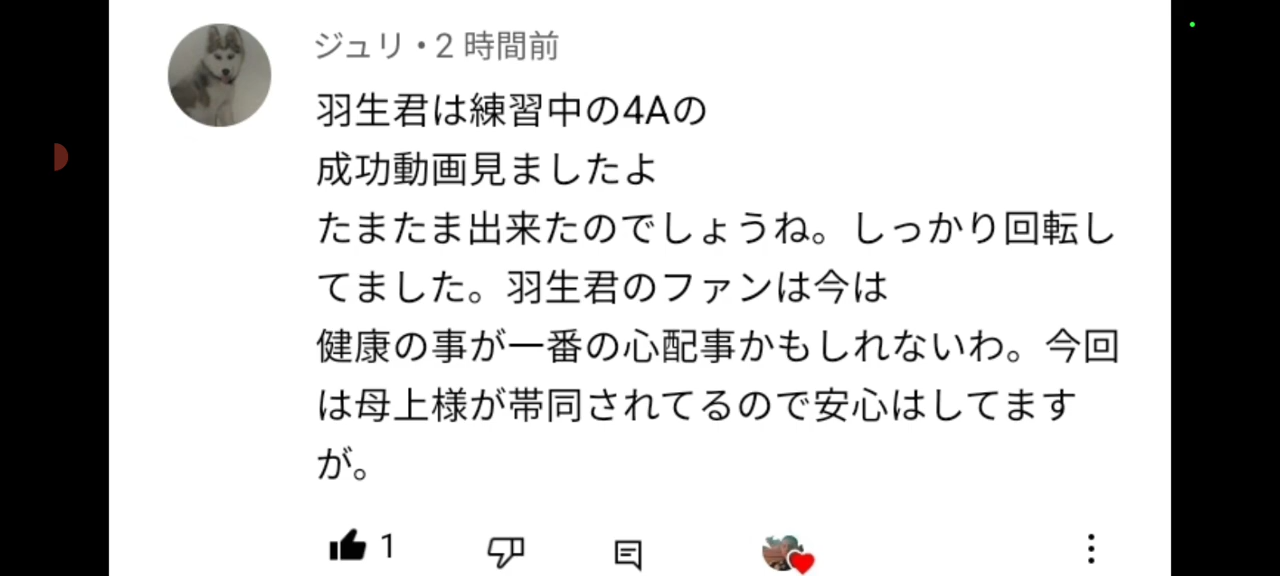 ジュリ • 2 時間前
羽生君は練習中の4Aの
成功動画見ましたよ
たまたま出来たのでしょうね。しっかり回転し
てました。羽生君のファンは今は
健康の事が一番の心配事かもしれないわ。今回
は母上様が帯同されてるので安心はしてます
が。
1